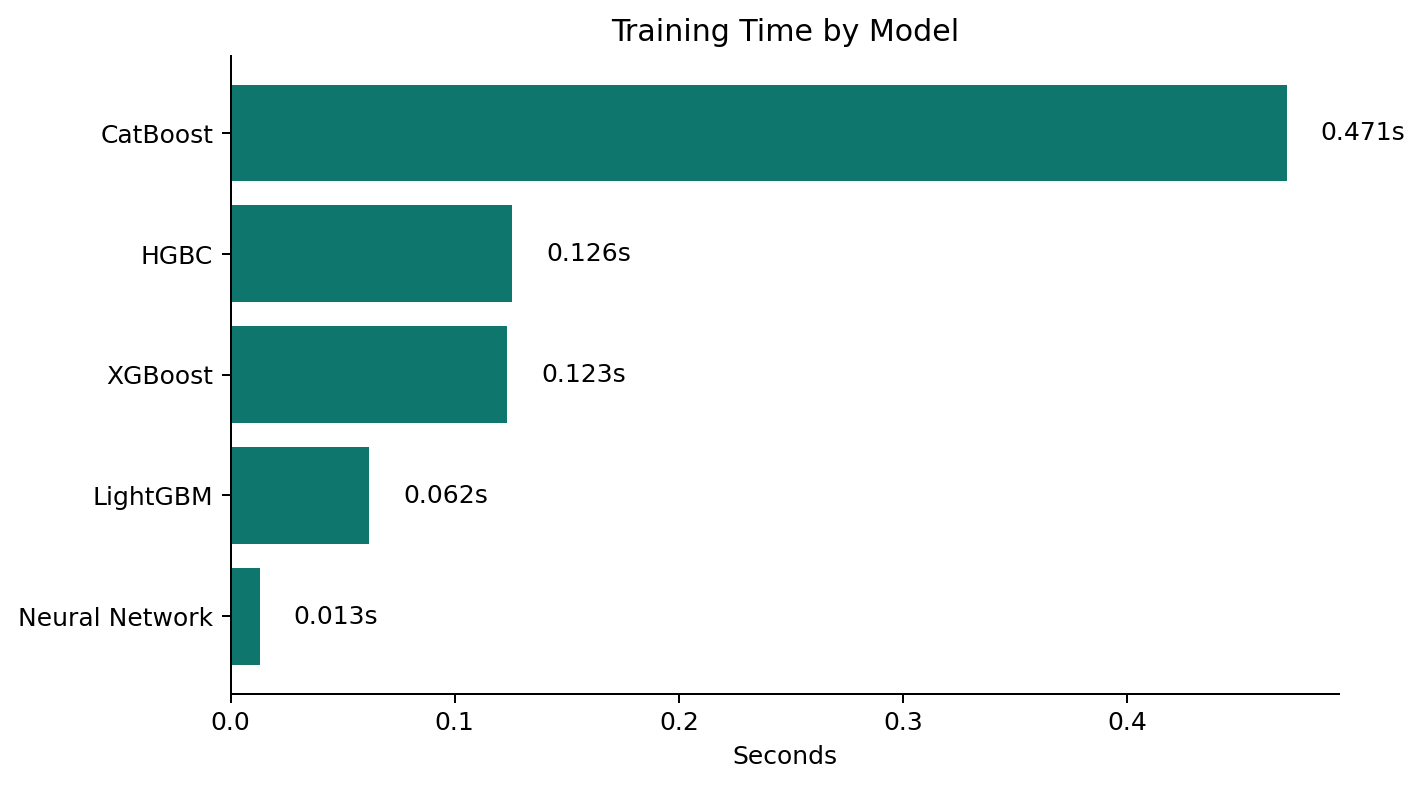 Training Time by Model
CatBoost
0.471s
HGBC
0.126s
XGBoost
0.123s
LightGBM
0.062s
Neural Network
0.013s
0.0 0.1 0.2 0.3 0.4
Seconds